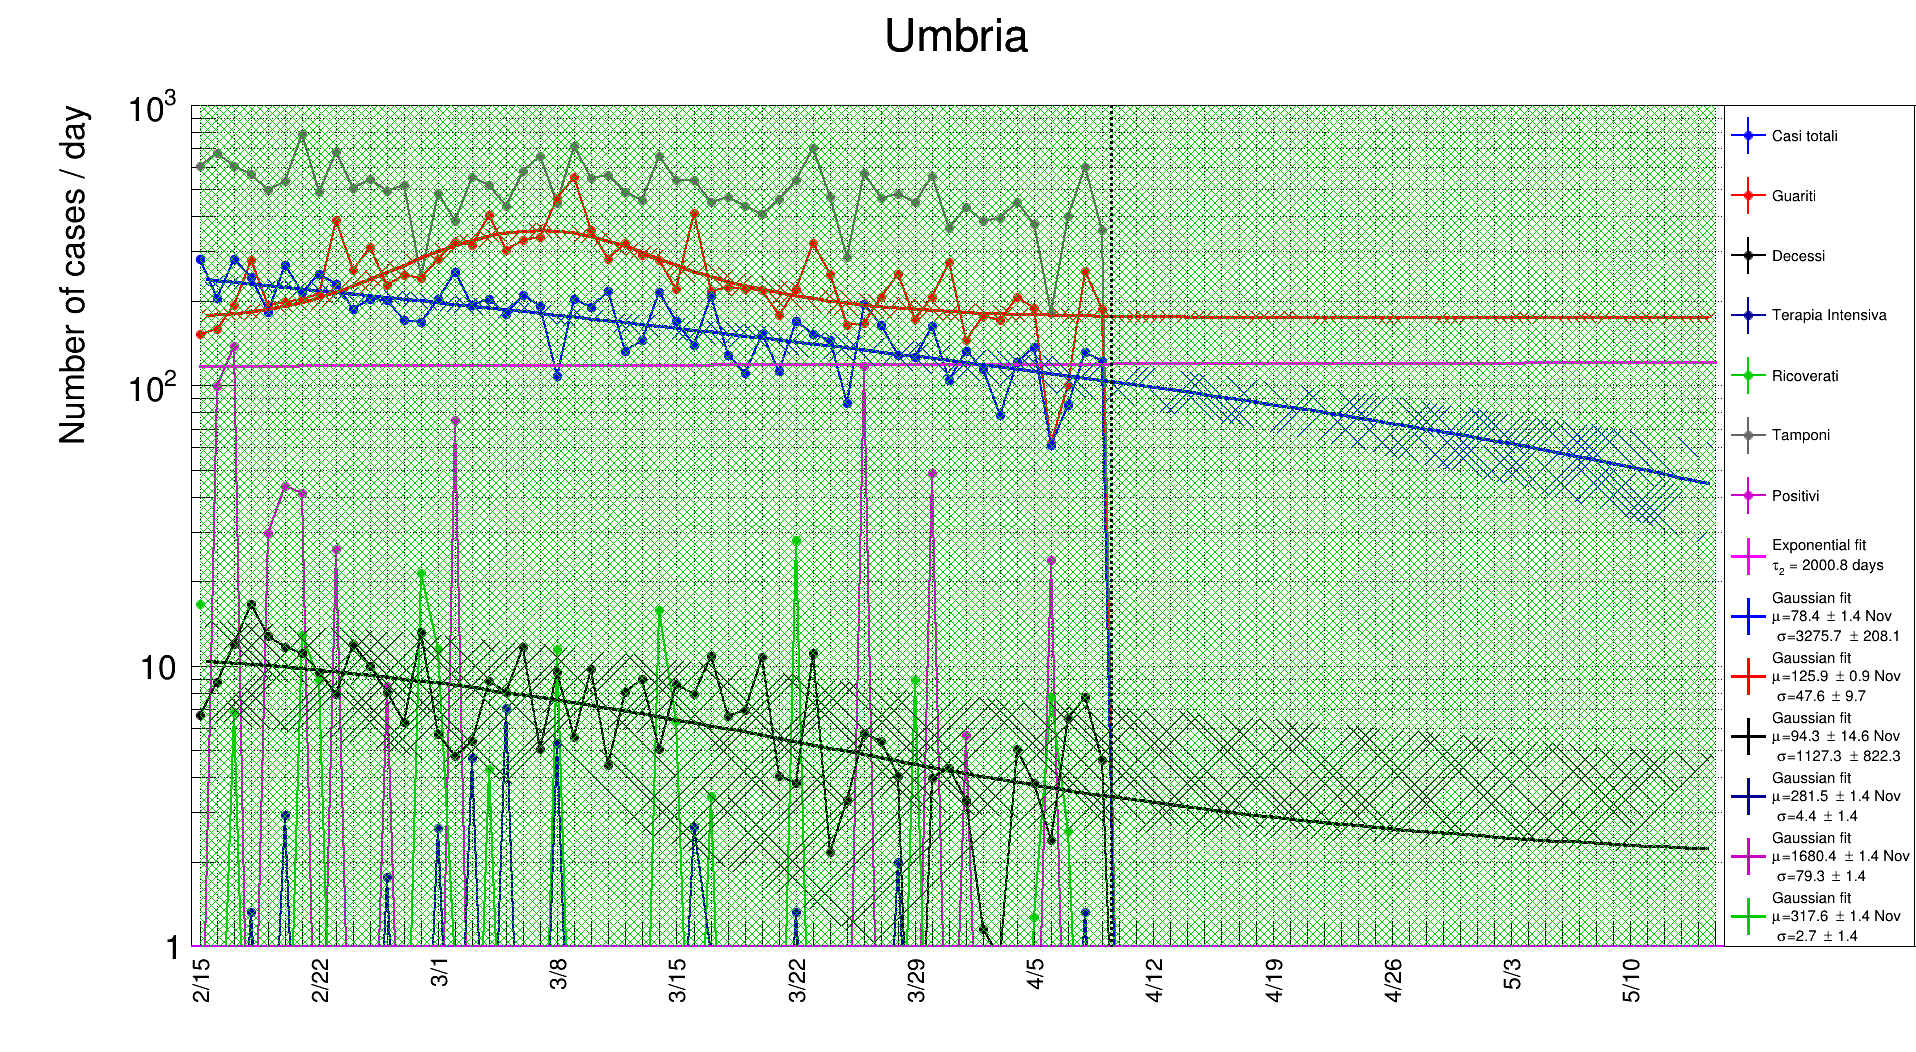 Umbria
Number of cases / day
10³
10²
10
1
2/15
2/22
3/1
3/8
3/15
3/22
3/29
4/5
4/12
4/19
4/26
5/3
5/10
Casi totali
Guariti
Decessi
Terapia Intensiva
Ricoverati
Tamponi
Positivi
Exponential fit
τ₂ = 2000.8 days
Gaussian fit
μ=78.4 ± 1.4 Nov
σ=3275.7 ± 208.1
Gaussian fit
μ=125.9 ± 0.9 Nov
σ=47.6 ± 9.7
Gaussian fit
μ=94.3 ± 14.6 Nov
σ=1127.3 ± 822.3
Gaussian fit
μ=281.5 ± 1.4 Nov
σ=4.4 ± 1.4
Gaussian fit
μ=1680.4 ± 1.4 Nov
σ=79.3 ± 1.4
Gaussian fit
μ=317.6 ± 1.4 Nov
σ=2.7 ± 1.4